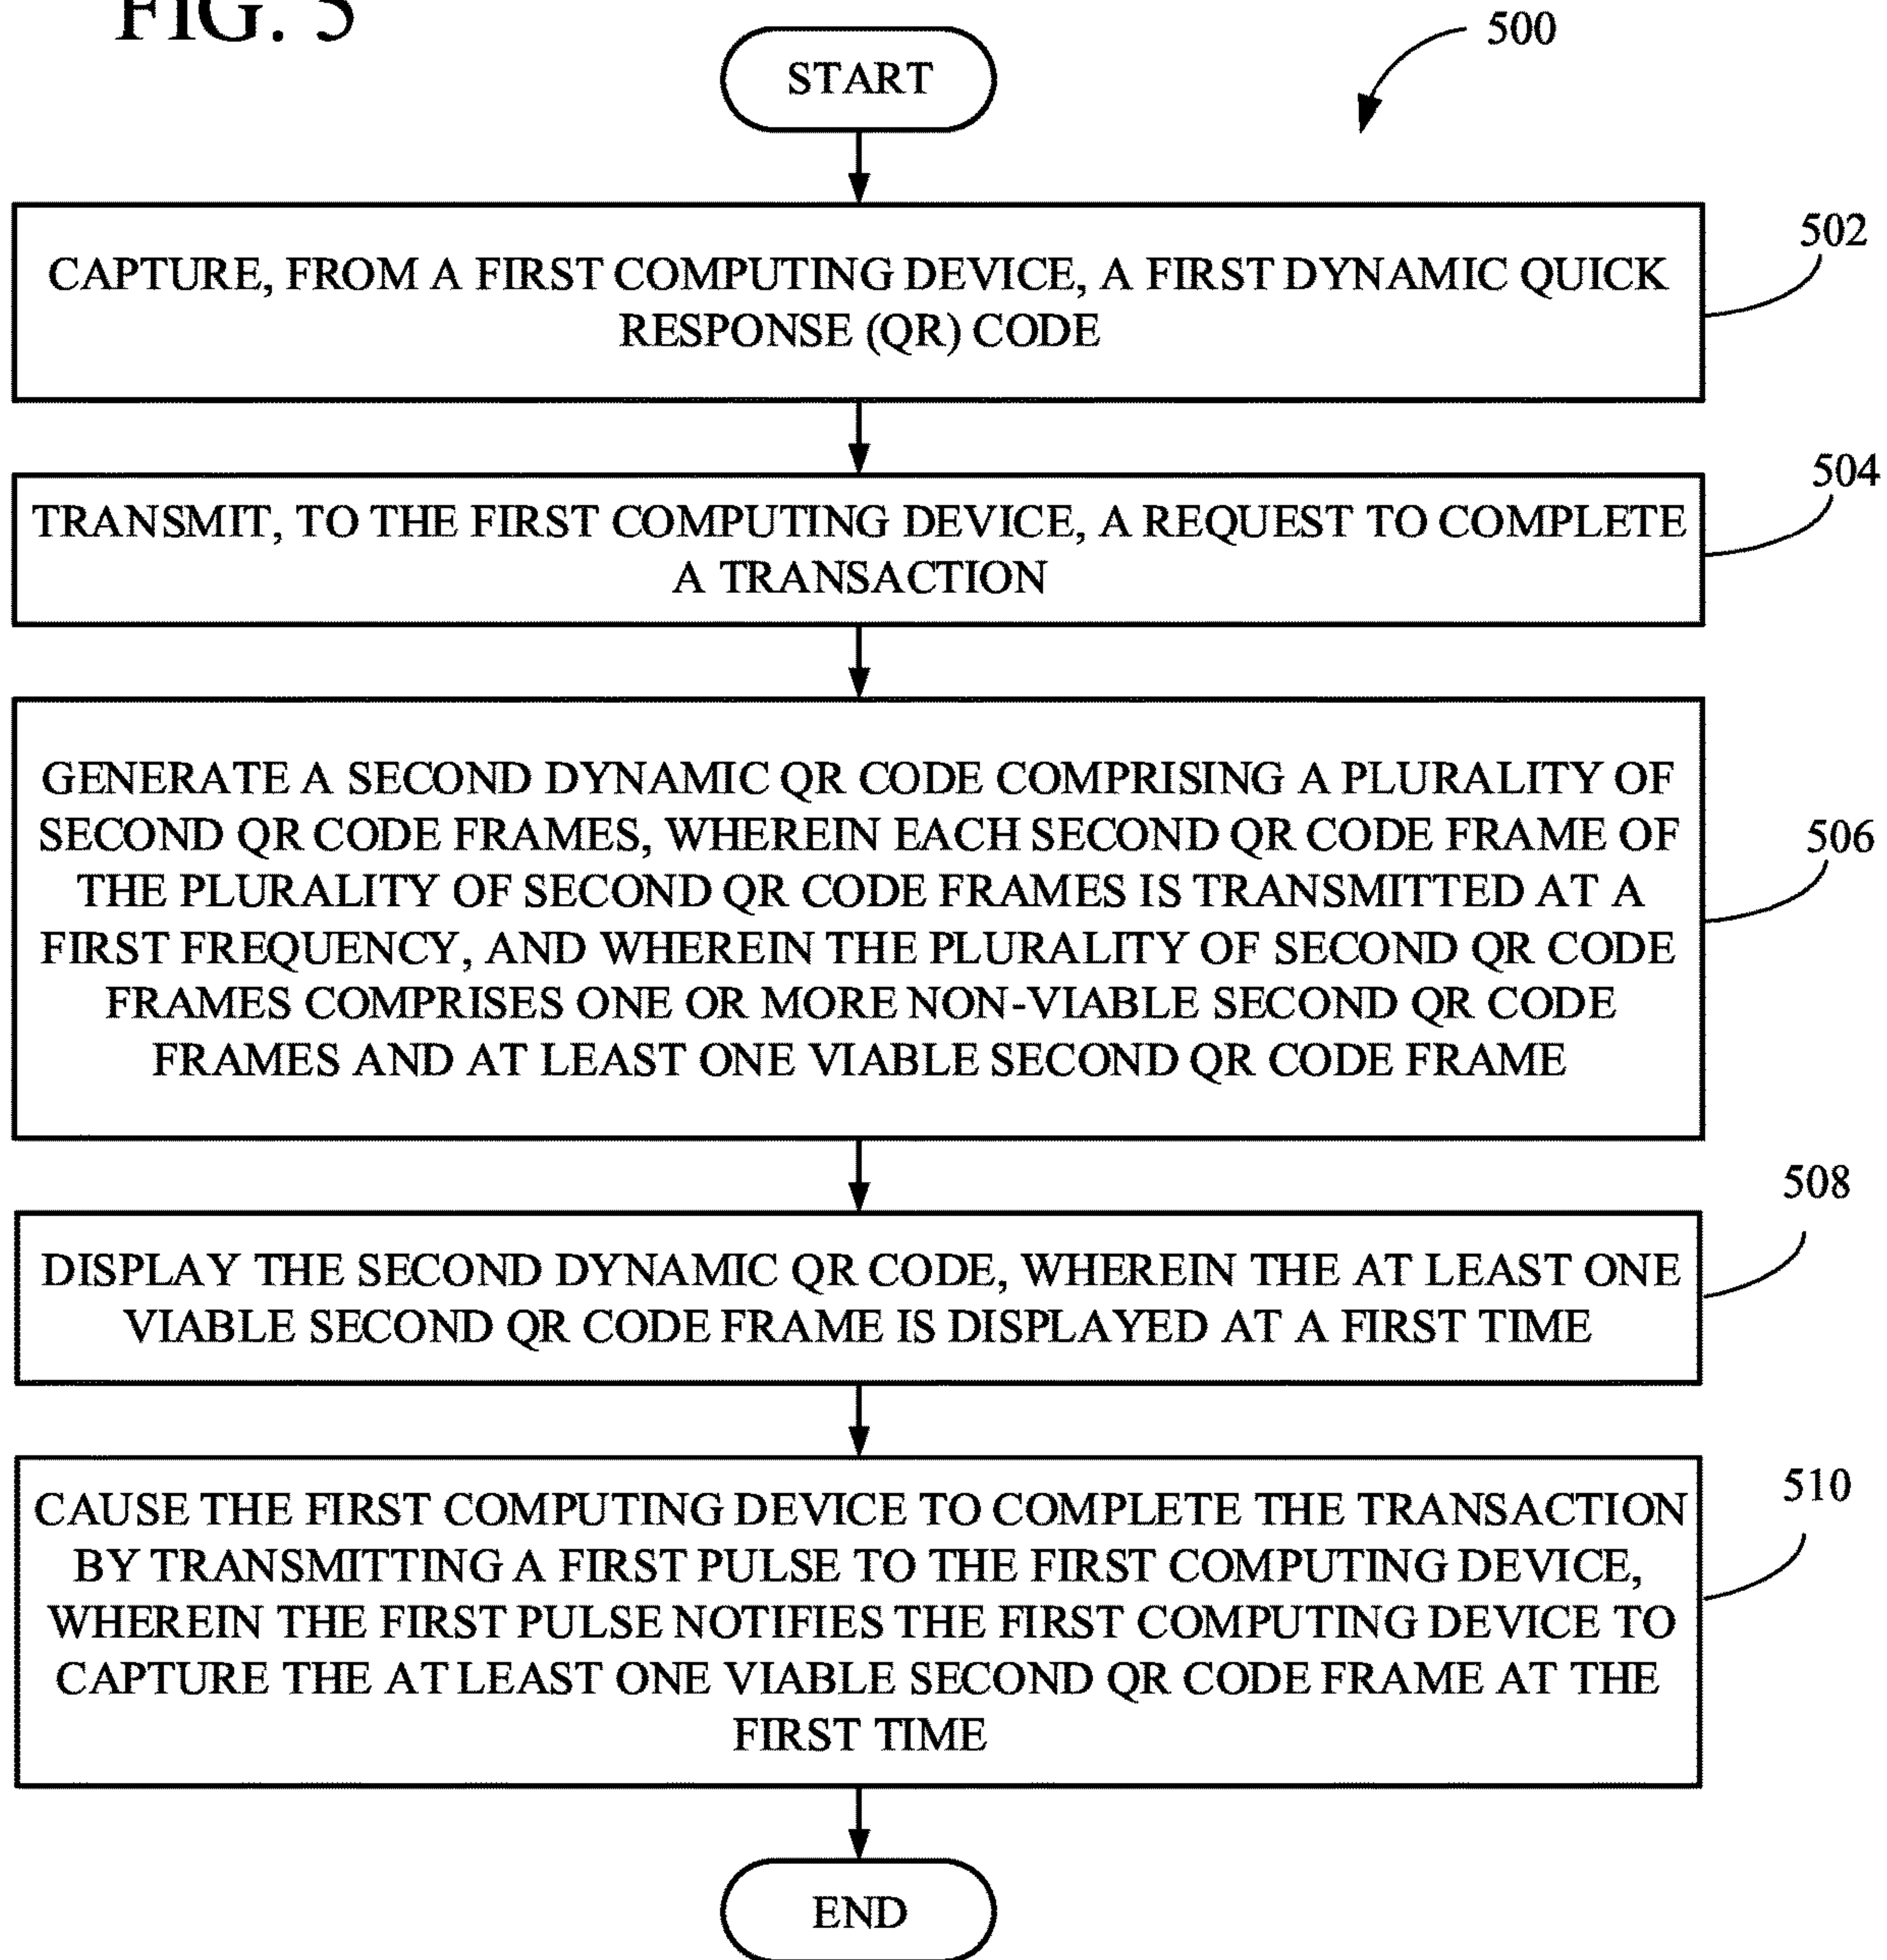 FIG. 5
500
START
502
CAPTURE, FROM A FIRST COMPUTING DEVICE, A FIRST DYNAMIC QUICK
RESPONSE (QR) CODE
504
TRANSMIT, TO THE FIRST COMPUTING DEVICE, A REQUEST TO COMPLETE
A TRANSACTION
506
GENERATE A SECOND DYNAMIC QR CODE COMPRISING A PLURALITY OF
SECOND QR CODE FRAMES, WHEREIN EACH SECOND QR CODE FRAME OF
THE PLURALITY OF SECOND QR CODE FRAMES IS TRANSMITTED AT A
FIRST FREQUENCY, AND WHEREIN THE PLURALITY OF SECOND QR CODE
FRAMES COMPRISES ONE OR MORE NON-VIABLE SECOND QR CODE
FRAMES AND AT LEAST ONE VIABLE SECOND QR CODE FRAME
508
DISPLAY THE SECOND DYNAMIC QR CODE, WHEREIN THE AT LEAST ONE
VIABLE SECOND QR CODE FRAME IS DISPLAYED AT A FIRST TIME
510
CAUSE THE FIRST COMPUTING DEVICE TO COMPLETE THE TRANSACTION
BY TRANSMITTING A FIRST PULSE TO THE FIRST COMPUTING DEVICE,
WHEREIN THE FIRST PULSE NOTIFIES THE FIRST COMPUTING DEVICE TO
CAPTURE THE AT LEAST ONE VIABLE SECOND QR CODE FRAME AT THE
FIRST TIME
END